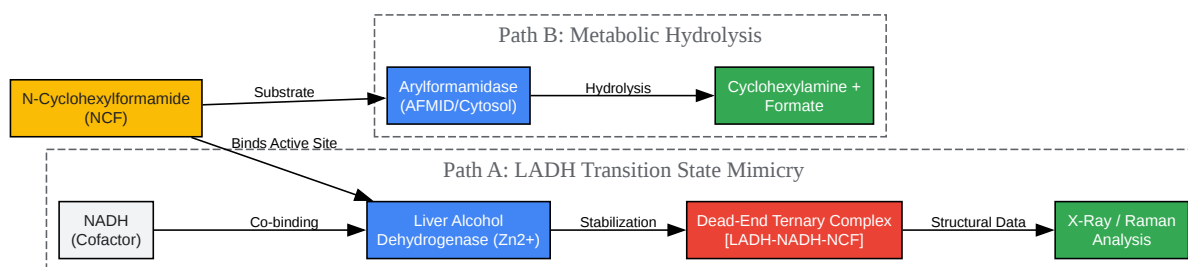 Path B: Metabolic Hydrolysis
N-Cyclohexylformamide
(NCF)
Substrate
Arylformamidase
(AFMID/Cytosol)
Hydrolysis
Cyclohexylamine +
Formate
Binds Active Site
Path A: LADH Transition State Mimicry
NADH
(Cofactor)
Co-binding
Liver Alcohol
Dehydrogenase (Zn2+)
Stabilization
Dead-End Ternary Complex
[LADH-NADH-NCF]
Structural Data
X-Ray / Raman
Analysis